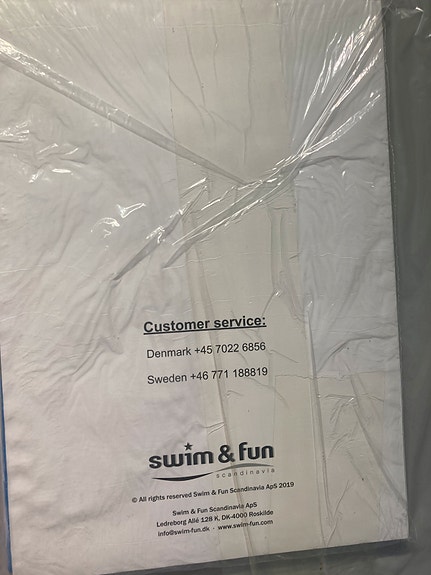 Customer service:
Denmark +45 7022 6856
Sweden +46 771 188819
swim & fun
scandinavia
© All rights reserved Swim & Fun Scandinavia ApS 2019
Swim & Fun Scandinavia ApS
Ledreborg Allé 128 K, DK-4000 Roskilde
info@swim-fun.dk - www.swim-fun.com